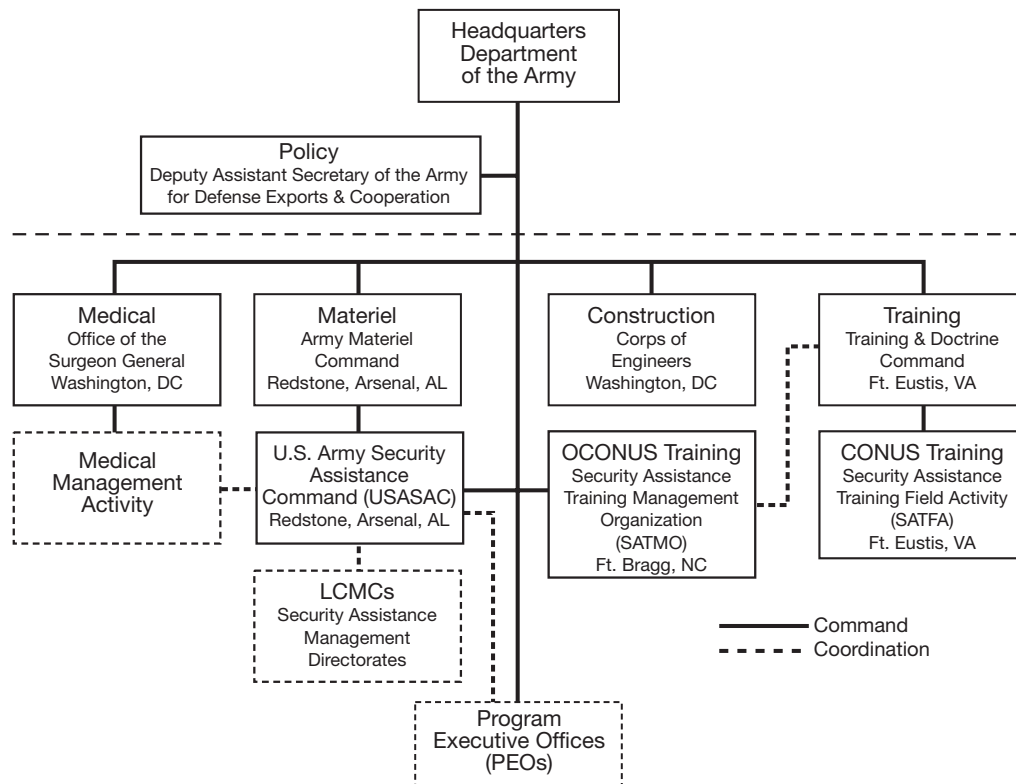 Headquarters
Department
of the Army
Policy
Deputy Assistant Secretary of the Army
for Defense Exports & Cooperation
Medical
Office of the
Surgeon General
Washington, DC
Materiel
Army Materiel
Command
Redstone, Arsenal, AL
Construction
Corps of
Engineers
Washington, DC
Training
Training & Doctrine
Command
Ft. Eustis, VA
Medical
Management
Activity
U.S. Army Security
Assistance
Command (USASAC)
Redstone, Arsenal, AL
OCONUS Training
Security Assistance
Training Management
Organization
(SATMO)
Ft. Bragg, NC
CONUS Training
Security Assistance
Training Field Activity
(SATFA)
Ft. Eustis, VA
LCMCs
Security Assistance
Management
Directorates
Command
Coordination
Program
Executive Offices
(PEOs)